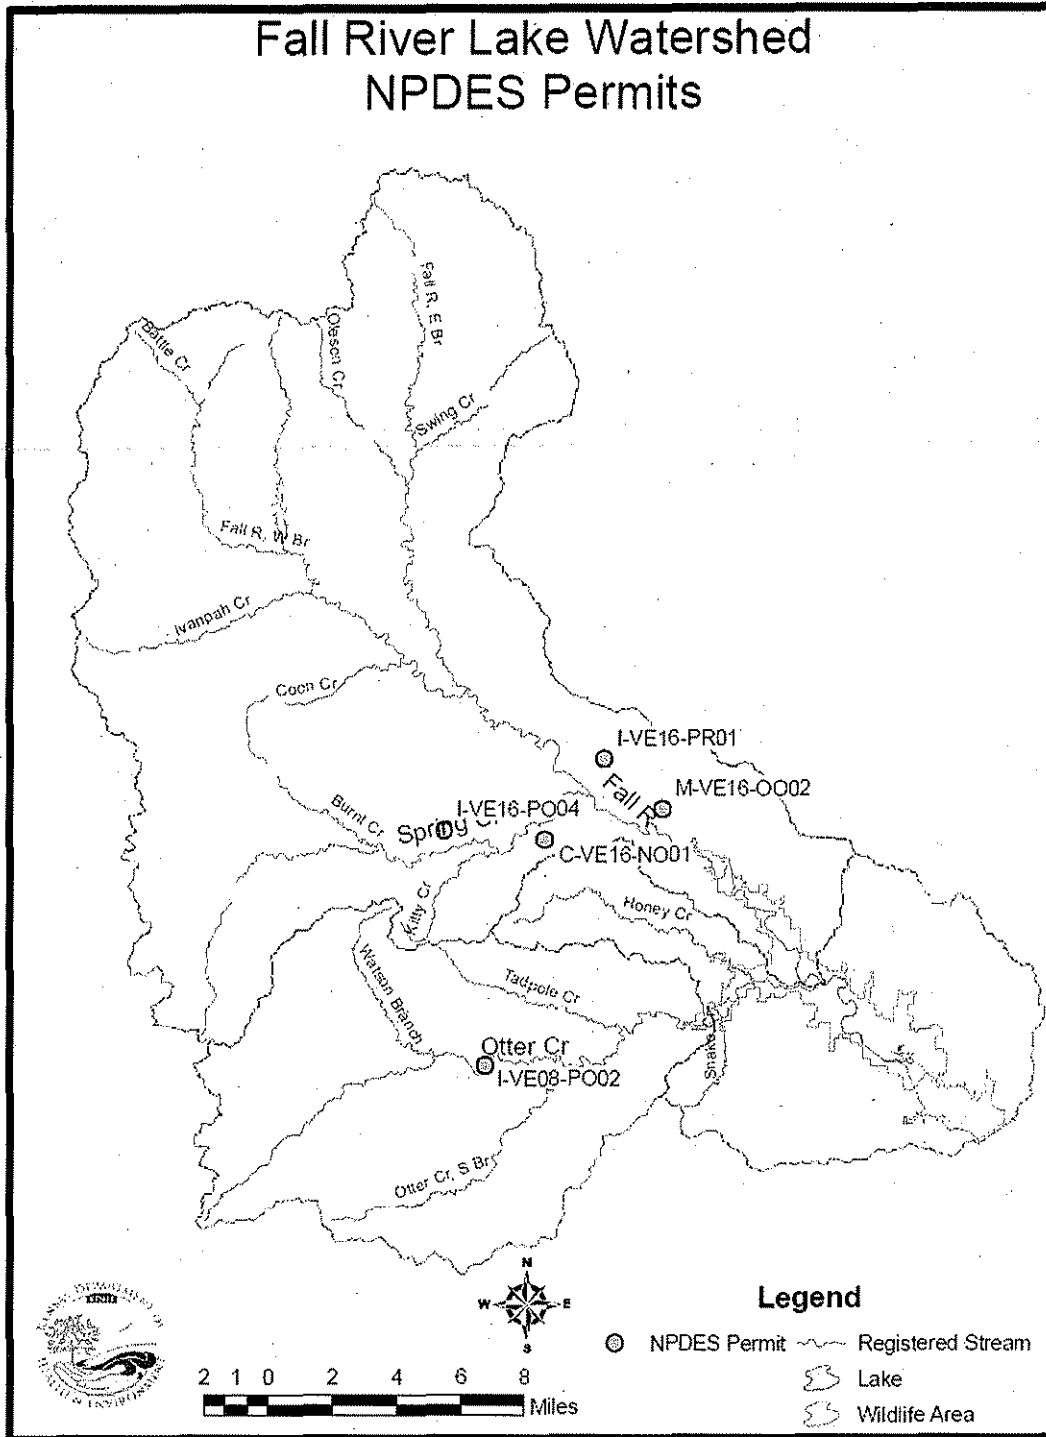 Fall River Lake Watershed
NPDES Permits
Fall R, E Br
Oleson Cr
Battle Cr
Swing Cr
Fall R, W Br
Ivanpah Cr
Coon Cr
I-VE16-PR01
Fall R
M-VE16-OO02
Burnt Cr
I-VE16-PO04
Spring Cr
C-VE16-NO01
Kitty Cr
Honey Cr
Watson Branch
Tadpole Cr
Snake Cr
Otter Cr
I-VE08-PO02
Otter Cr, S Br
N
W E
S
Legend
NPDES Permit
Registered Stream
Lake
Wildlife Area
2 1 0 2 4 6 8
Miles